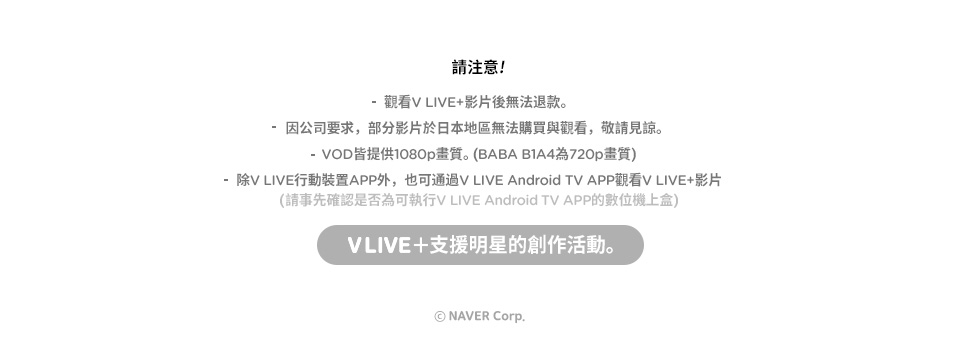 請注意!
- 觀看V LIVE+影片後無法退款。
- 因公司要求，部分影片於日本地區無法購買與觀看，敬請見諒。
- VOD皆提供1080p畫質。(BABA B1A4為720p畫質)
- 除V LIVE行動裝置APP外，也可通過V LIVE Android TV APP觀看V LIVE+影片
(請事先確認是否為可執行V LIVE Android TV APP的數位機上盒)
V LIVE+支援明星的創作活動。
ⓒ NAVER Corp.